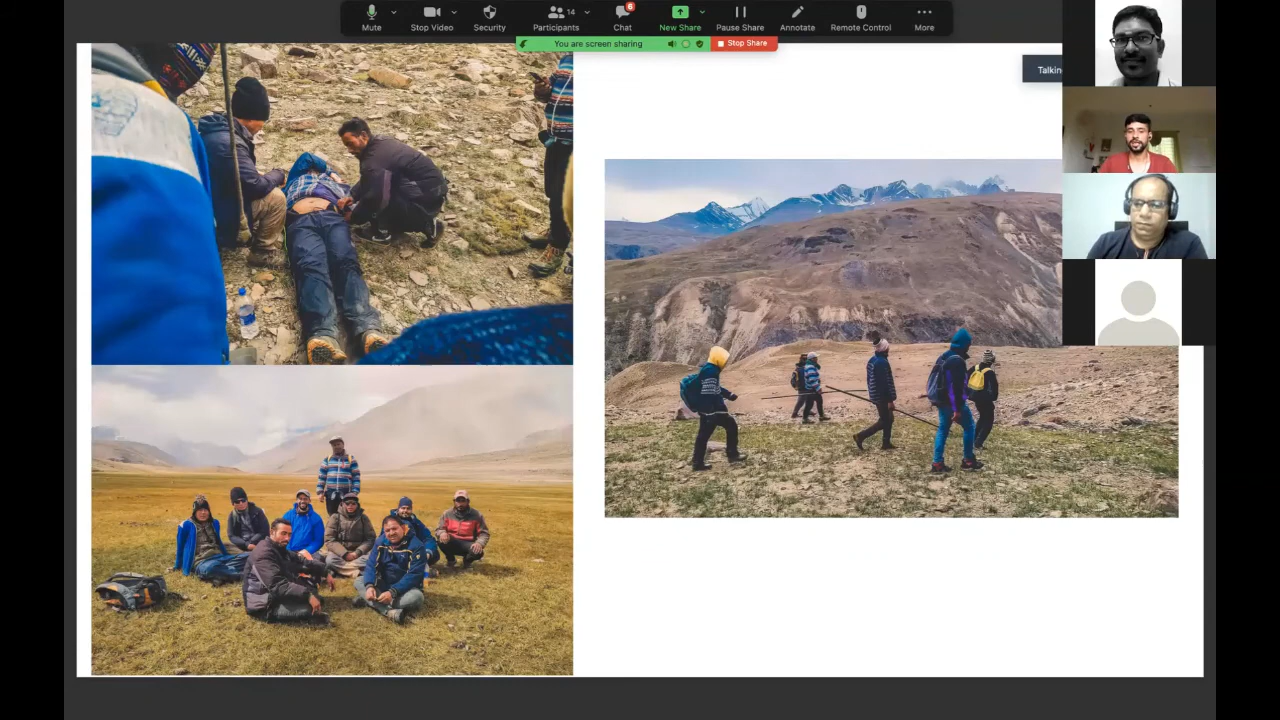 Mute
Stop Video
Security
14
Participants
6
Chat
New Share
Pause Share
Annotate
Remote Control
More
You are screen sharing
Stop Share
Talkin